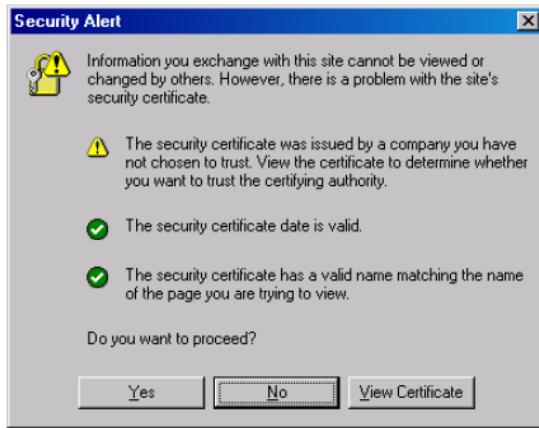 Security Alert
Information you exchange with this site cannot be viewed or
changed by others. However, there is a problem with the site's
security certificate.
The security certificate was issued by a company you have
not chosen to trust. View the certificate to determine whether
you want to trust the certifying authority.
The security certificate date is valid.
The security certificate has a valid name matching the name
of the page you are trying to view.
Do you want to proceed?
Yes No View Certificate